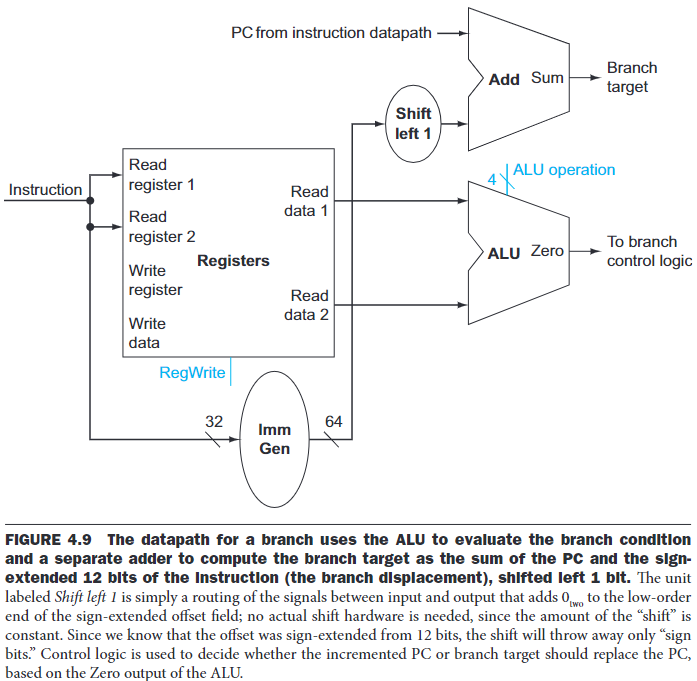 PC from instruction datapath
Add Sum
Branch
target
Shift
left 1
4 ALU operation
Instruction
Read
register 1
Read
register 2
Write
register
Write
data
Registers
Read
data 1
Read
data 2
ALU Zero
To branch
control logic
RegWrite
32
Imm
Gen
64
FIGURE 4.9 The datapath for a branch uses the ALU to evaluate the branch condition
and a separate adder to compute the branch target as the sum of the PC and the sign-
extended 12 bits of the instruction (the branch displacement), shifted left 1 bit. The unit
labeled Shift left 1 is simply a routing of the signals between input and output that adds 0two to the low-order
end of the sign-extended offset field; no actual shift hardware is needed, since the amount of the “shift” is
constant. Since we know that the offset was sign-extended from 12 bits, the shift will throw away only “sign
bits.” Control logic is used to decide whether the incremented PC or branch target should replace the PC,
based on the Zero output of the ALU.